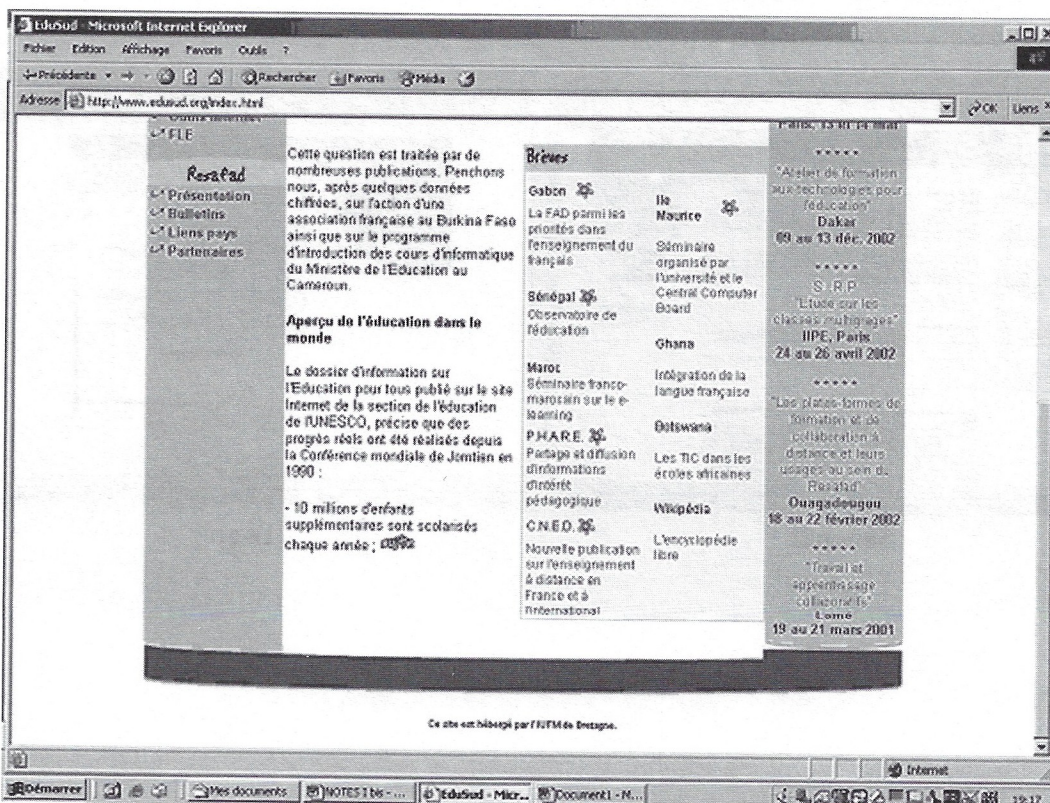 EduSud - Microsoft Internet Explorer
Fichier Edition Affichage Favoris Outils ?
Précédente Rechercher Favoris Média
Adresse http://www.edusud.org/index.html OK Liens
Outils Internet
FLE
Resafad
Présentation
Bulletins
Liens pays
Partenaires
Cette question est traitée par de
nombreuses publications. Penchons
nous, après quelques données
chiffrées, sur l'action d'une
association française au Burkina Faso
ainsi que sur le programme
d'introduction des cours d'informatique
du Ministère de l'Education au
Cameroun.
Aperçu de l'éducation dans le
monde
Le dossier d'information sur
l'Education pour tous publié sur le site
Internet de la section de l'éducation
de l'UNESCO, précise que des
progrès réels ont été réalisés depuis
la Conférence mondiale de Jomtien en
1990 :
- 10 millions d'enfants
supplémentaires sont scolarisés
chaque année ;
Brèves
Gabon
La FAD parmi les
priorités dans
l'enseignement du
français
Sénégal
Observatoire de
l'éducation
Maroc
Séminaire franco-
marocain sur le e-
learning
P.H.A.R.E.
Partage et diffusion
d'informations
d'intérêt
pédagogique
C.N.E.D.
Nouvelle publication
sur l'enseignement
à distance en
France et à
l'international
Ile
Maurice
Séminaire
organisé par
l'université et le
Central Computer
Board
Ghana
Intégration de la
langue française
Botswana
Les TIC dans les
écoles africaines
Wikipédia
L'encyclopédie
libre
Paris, 13 et 14 mai
*****
"Atelier de formation
aux technologies pour
l'éducation"
Dakar
09 au 13 déc. 2002
*****
"Etude sur les
classes multigrades"
IIPE, Paris
24 au 26 avril 2002
*****
"Les plates-formes de
formation et de
collaboration à
distance et leurs
usages au sein du
Resafad"
Ouagadougou
18 au 22 février 2002
*****
"Travail et
apprentissage
collaboratifs"
Lomé
19 au 21 mars 2001
Ce site est hébergé par l'IUFM de Bretagne.
Internet
Démarrer Mes documents NOTES 1 bis - ... EduSud - Micr... Document1 - M... 19:17